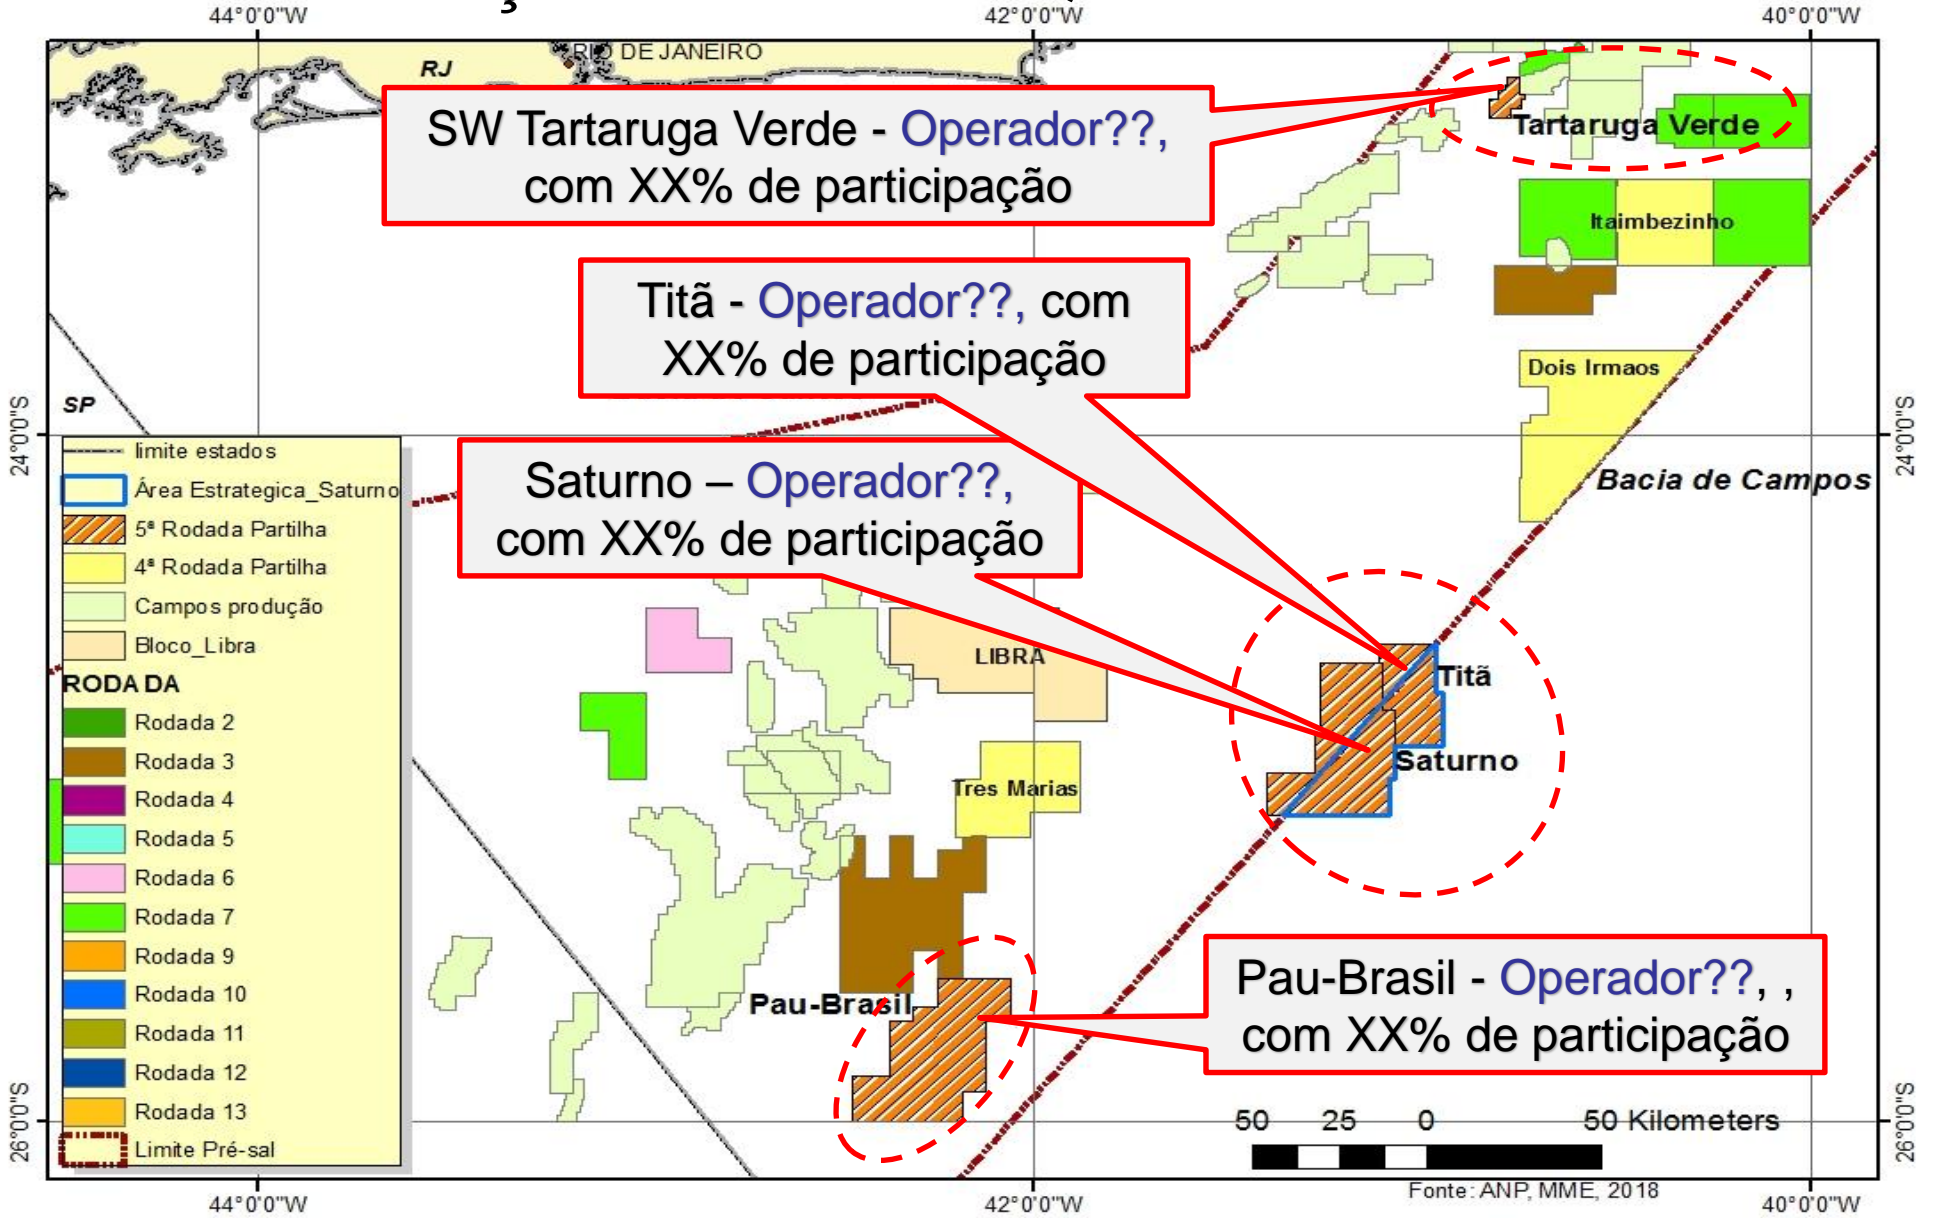 44°0'0"W
42°0'0"W
40°0'0"W
RIO DE JANEIRO
RJ
SW Tartaruga Verde - Operador??,
com XX% de participação
Tartaruga Verde
Itaimbezinho
Titã - Operador??, com
XX% de participação
Dois Irmaos
SP
24°0'0"S
24°0'0"S
Bacia de Campos
Saturno – Operador??,
com XX% de participação
limite estados
Área Estrategica_Saturno
5ª Rodada Partilha
4ª Rodada Partilha
Campos produção
Bloco_Libra
RODADA
Rodada 2
Rodada 3
Rodada 4
Rodada 5
Rodada 6
Rodada 7
Rodada 9
Rodada 10
Rodada 11
Rodada 12
Rodada 13
Limite Pré-sal
LIBRA
Titã
Saturno
Tres Marias
Pau-Brasil
Pau-Brasil - Operador??, ,
com XX% de participação
26°0'0"S
26°0'0"S
50 25 0 50 Kilometers
Fonte: ANP, MME, 2018
44°0'0"W
42°0'0"W
40°0'0"W